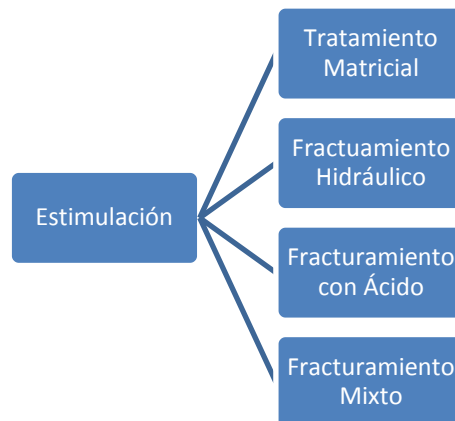 Tratamiento
Matricial
Fractuamiento
Hidráulico
Estimulación
Fracturamiento
con Ácido
Fracturamiento
Mixto